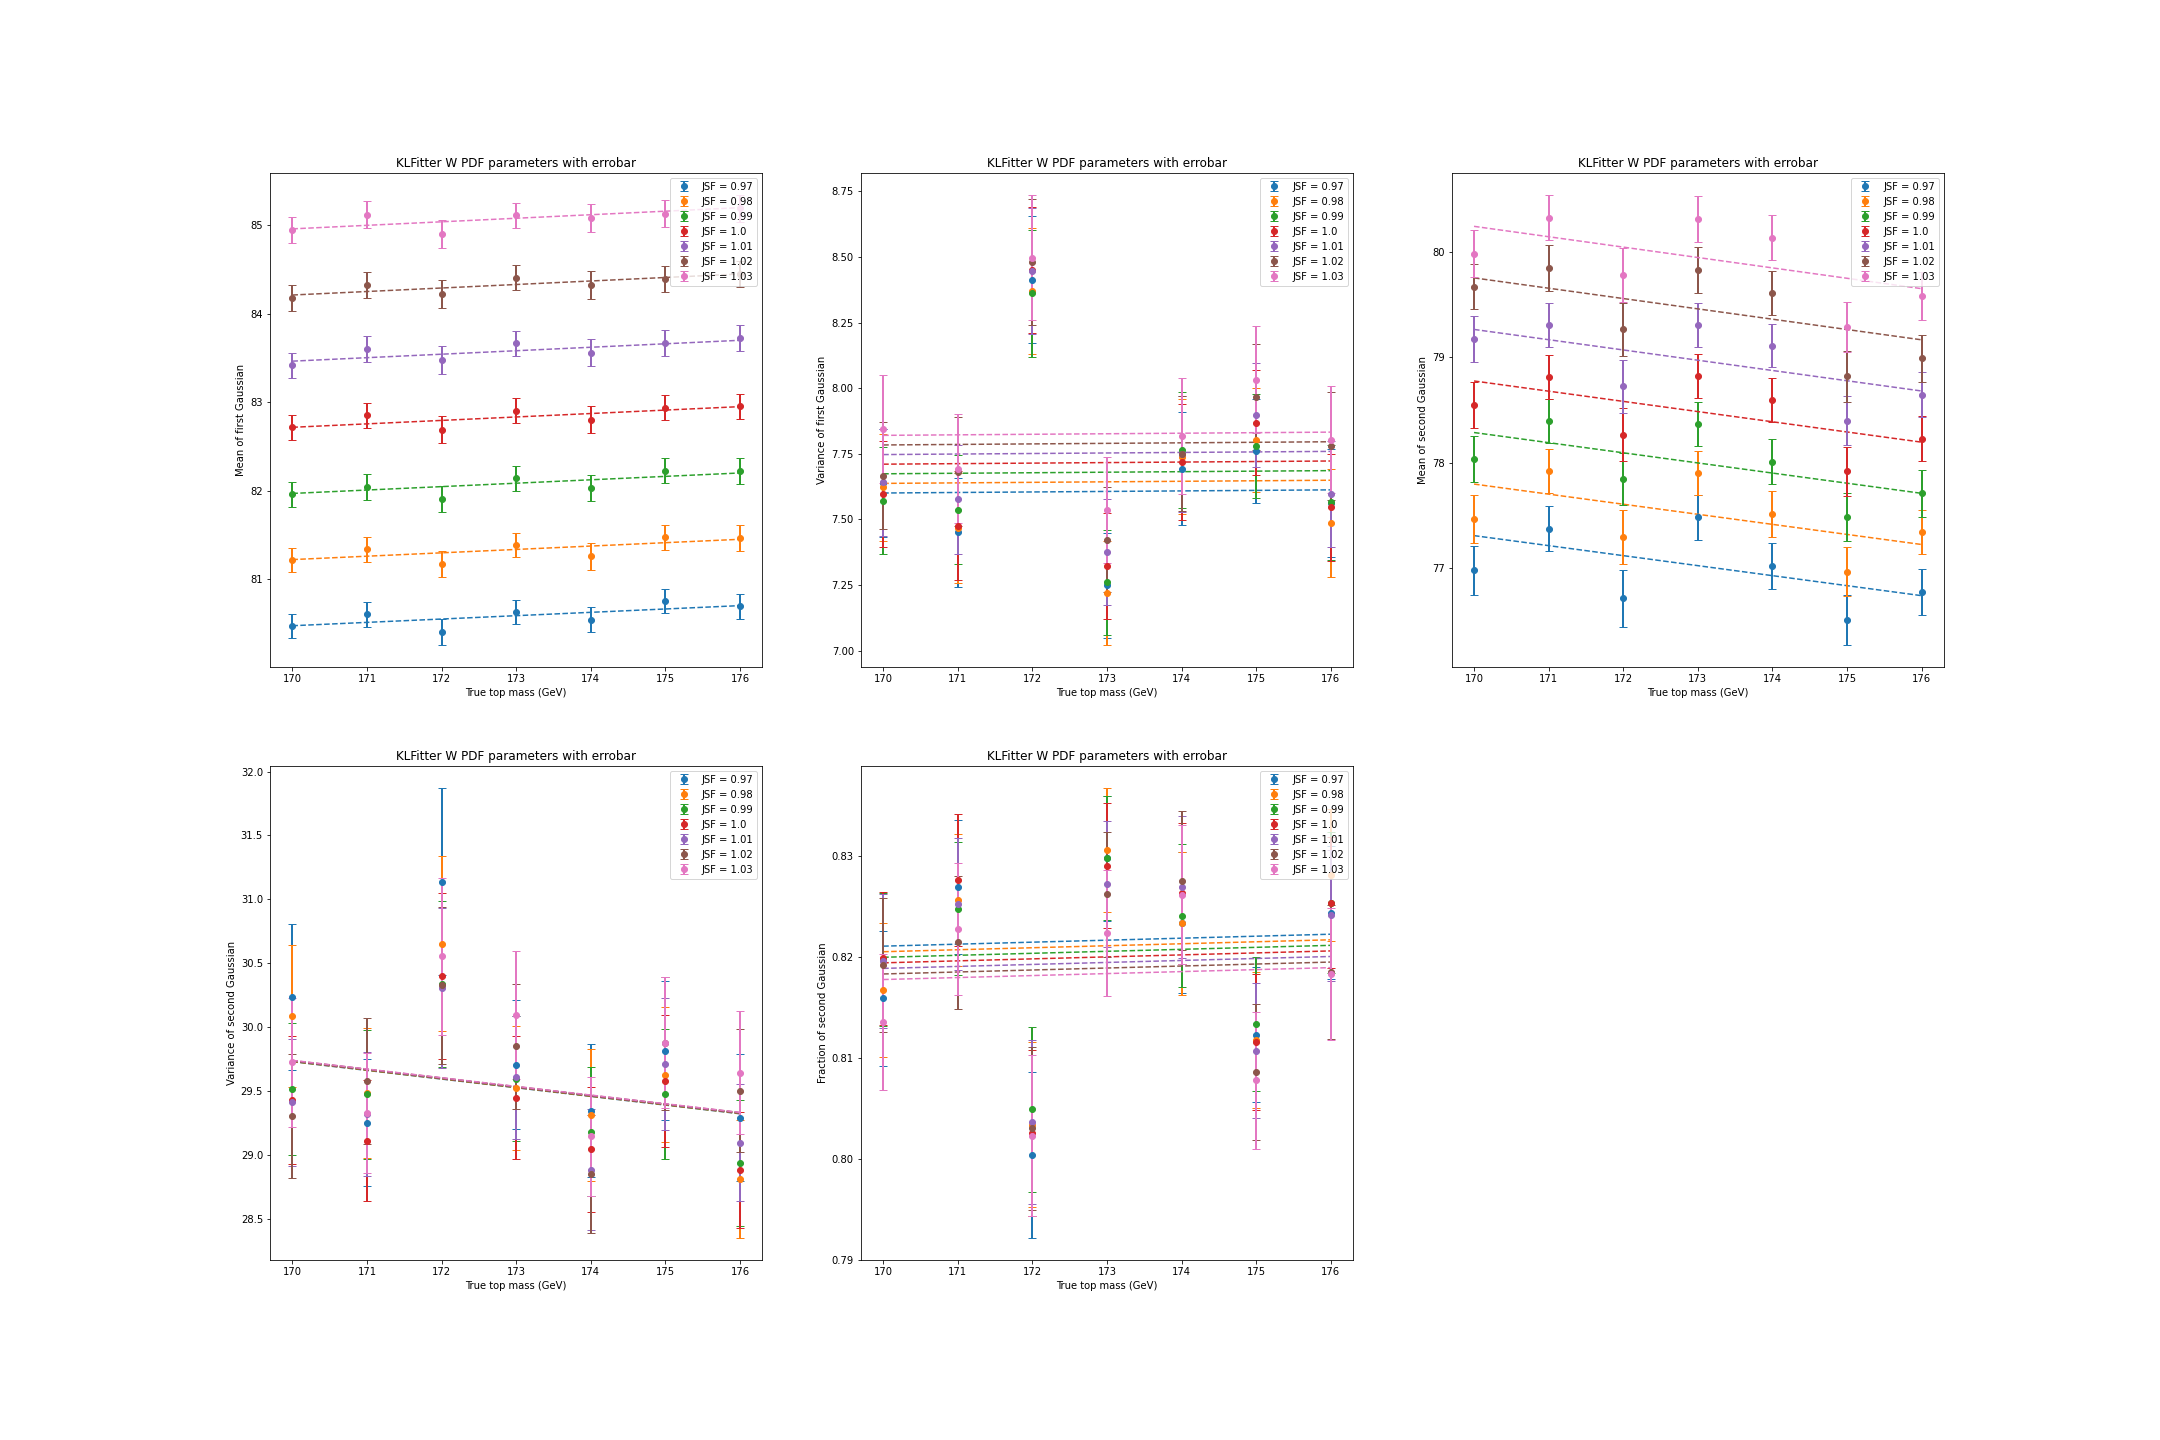 KLFitter W PDF parameters with errobar
Mean of first Gaussian
85
84
83
82
81
JSF = 0.97
JSF = 0.98
JSF = 0.99
JSF = 1.0
JSF = 1.01
JSF = 1.02
JSF = 1.03
170 171 172 173 174 175 176
True top mass (GeV)
KLFitter W PDF parameters with errobar
Variance of first Gaussian
8.75
8.50
8.25
8.00
7.75
7.50
7.25
7.00
JSF = 0.97
JSF = 0.98
JSF = 0.99
JSF = 1.0
JSF = 1.01
JSF = 1.02
JSF = 1.03
170 171 172 173 174 175 176
True top mass (GeV)
KLFitter W PDF parameters with errobar
Mean of second Gaussian
80
79
78
77
JSF = 0.97
JSF = 0.98
JSF = 0.99
JSF = 1.0
JSF = 1.01
JSF = 1.02
JSF = 1.03
170 171 172 173 174 175 176
True top mass (GeV)
KLFitter W PDF parameters with errobar
Variance of second Gaussian
32.0
31.5
31.0
30.5
30.0
29.5
29.0
28.5
JSF = 0.97
JSF = 0.98
JSF = 0.99
JSF = 1.0
JSF = 1.01
JSF = 1.02
JSF = 1.03
170 171 172 173 174 175 176
True top mass (GeV)
KLFitter W PDF parameters with errobar
Fraction of second Gaussian
0.83
0.82
0.81
0.80
0.79
JSF = 0.97
JSF = 0.98
JSF = 0.99
JSF = 1.0
JSF = 1.01
JSF = 1.02
JSF = 1.03
170 171 172 173 174 175 176
True top mass (GeV)